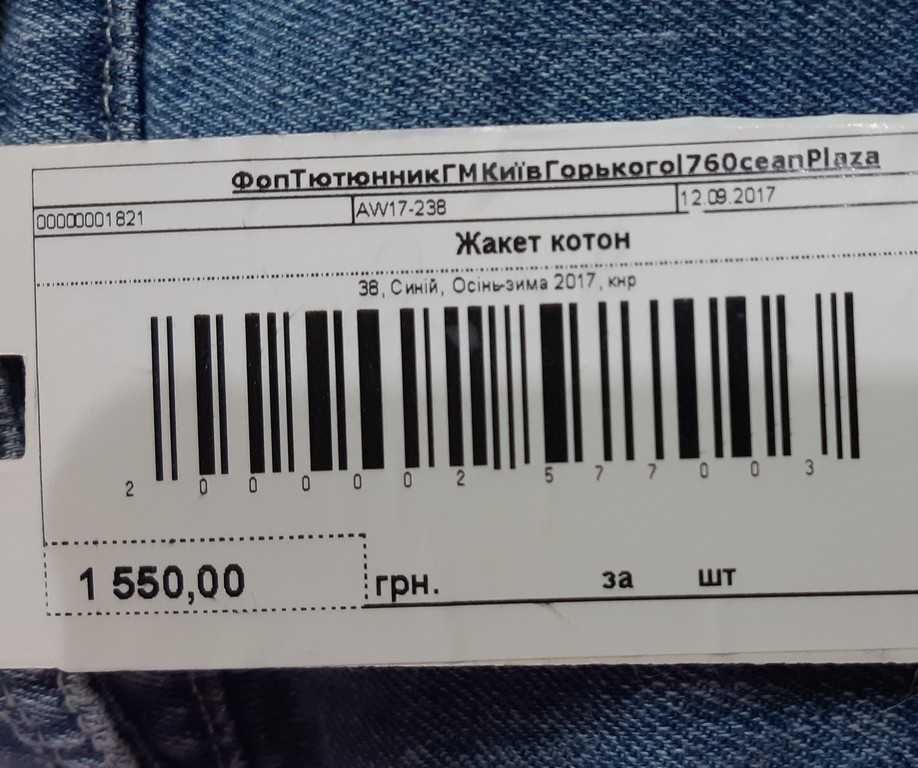 ФопТютюнникГМКиївГорького176OceanPlaza
00000001821 AW17-238 12.09.2017
Жакет котон
38, Синій, Осінь-зима 2017, кнр
2 0 0 0 0 0 2 5 7 7 0 0 3
1 550,00 грн. за шт